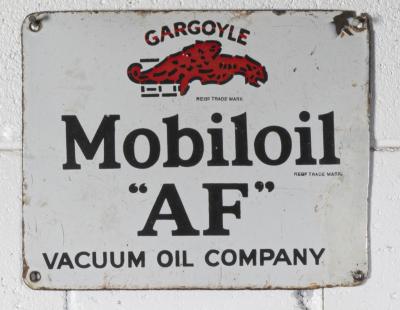 GARGOYLE
REGD TRADE MARK
Mobiloil
REGD TRADE MARK
"AF"
VACUUM OIL COMPANY